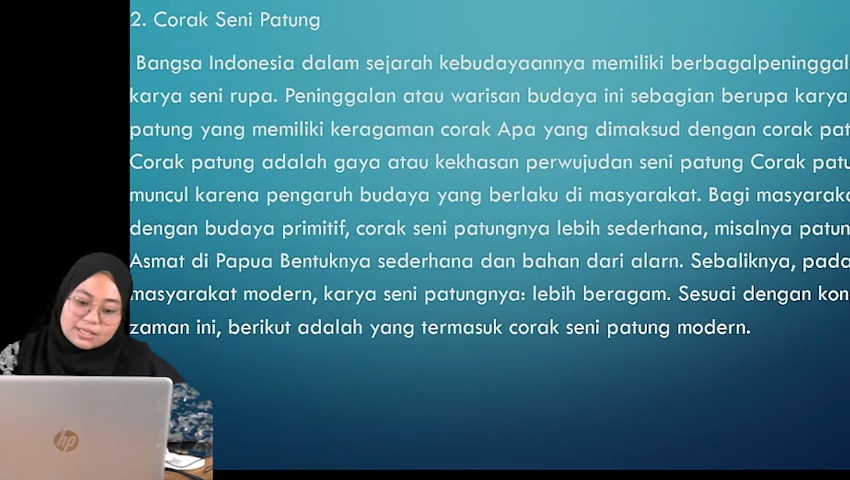 2. Corak Seni Patung
Bangsa Indonesia dalam sejarah kebudayaannya memiliki berbagalpeninggal
karya seni rupa. Peninggalan atau warisan budaya ini sebagian berupa karya
patung yang memiliki keragaman corak Apa yang dimaksud dengan corak pat
Corak patung adalah gaya atau kekhasan perwujudan seni patung Corak patu
muncul karena pengaruh budaya yang berlaku di masyarakat. Bagi masyaraka
dengan budaya primitif, corak seni patungnya lebih sederhana, misalnya patun
Asmat di Papua Bentuknya sederhana dan bahan dari alarn. Sebaliknya, pada
masyarakat modern, karya seni patungnya: lebih beragam. Sesuai dengan kon
zaman ini, berikut adalah yang termasuk corak seni patung modern.
hp